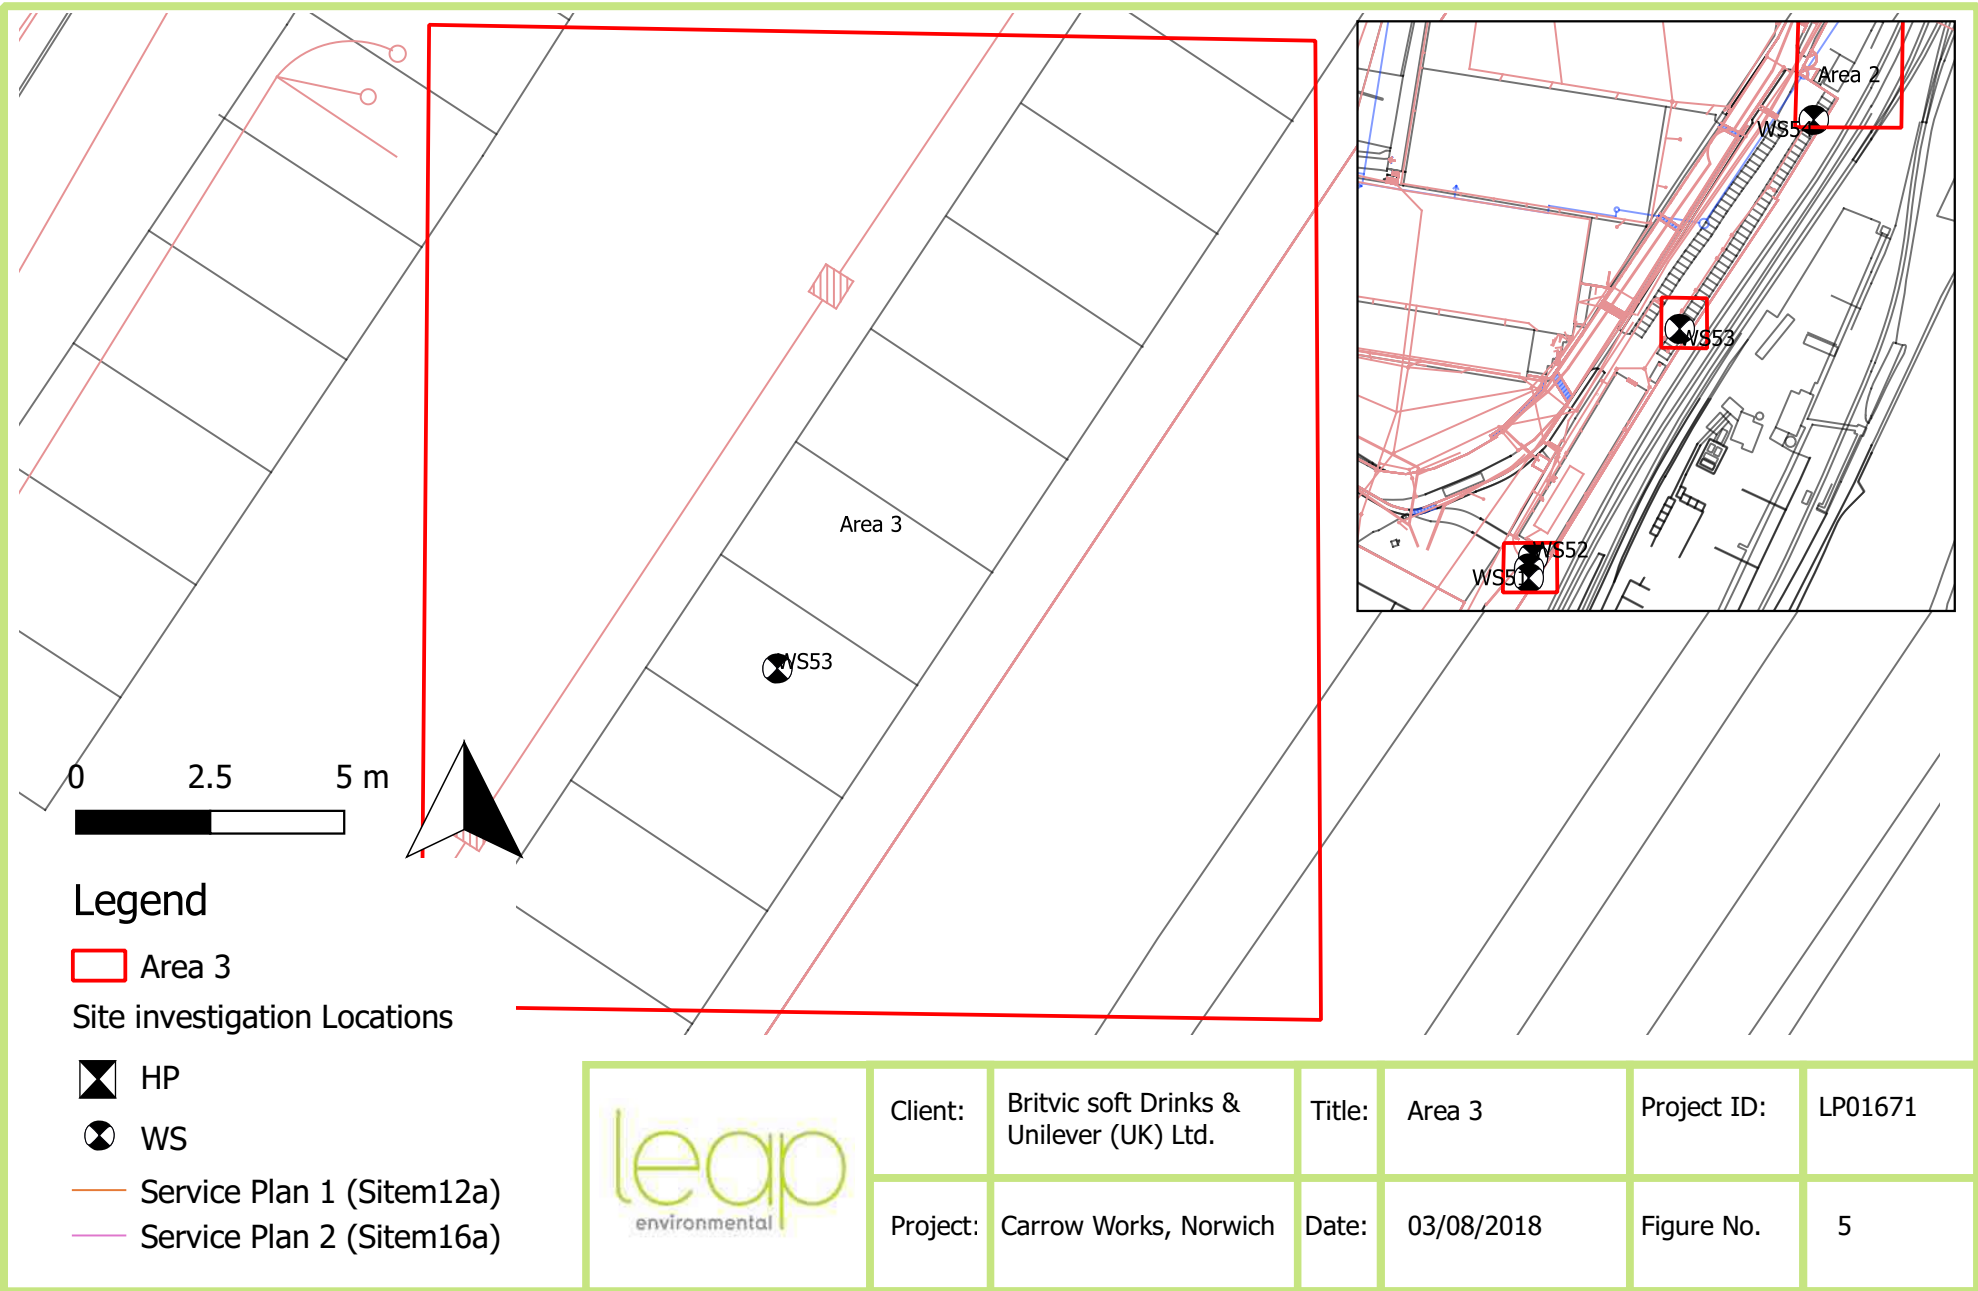 Area 2
WS54
WS53
WS52
WS51
Area 3
WS53
0 2.5 5 m
Legend
Area 3
Site investigation Locations
HP
WS
Service Plan 1 (Sitem12a)
Service Plan 2 (Sitem16a)
leap
environmental
Client:
Britvic soft Drinks &
Unilever (UK) Ltd.
Title:
Area 3
Project ID:
LP01671
Project:
Carrow Works, Norwich
Date:
03/08/2018
Figure No.
5